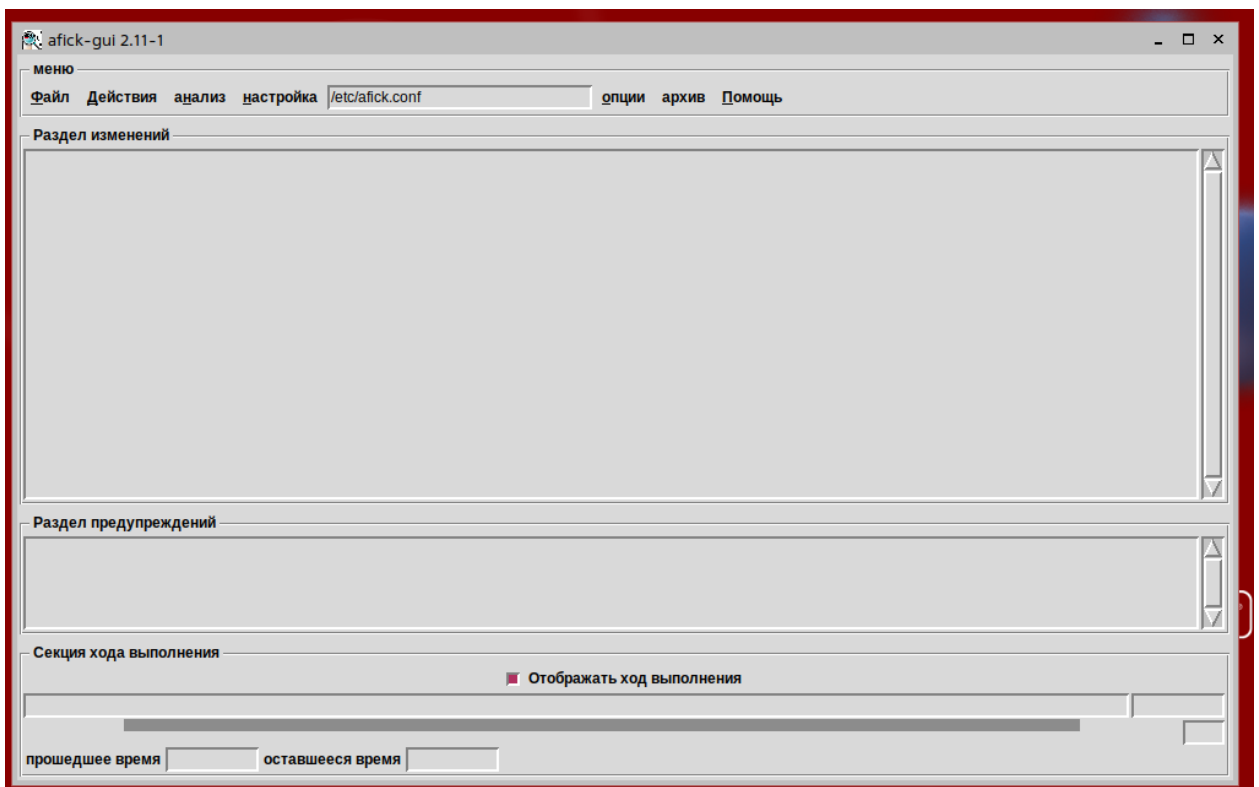 afick-gui 2.11-1
меню
Файл Действия анализ настройка /etc/afick.conf опции архив Помощь
Раздел изменений
Раздел предупреждений
Секция хода выполнения
Отображать ход выполнения
прошедшее время оставшееся время